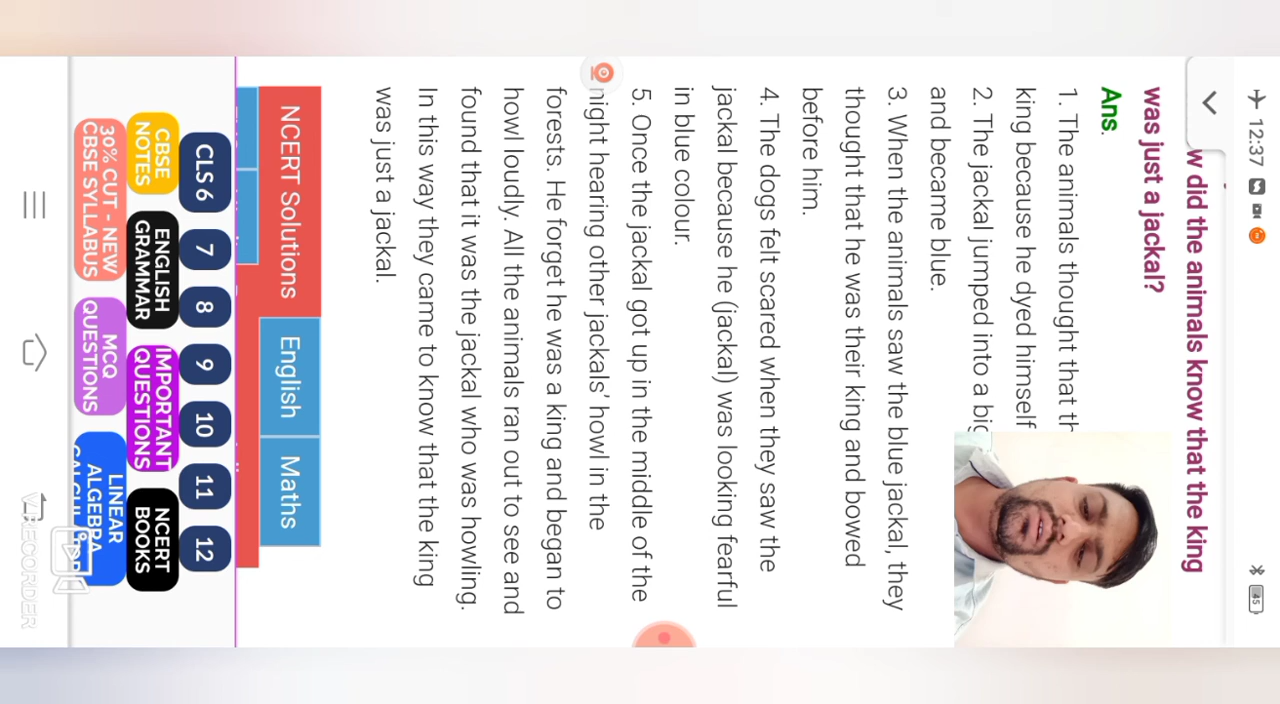 12:37
45
w did the animals know that the king
was just a jackal?
Ans.
1. The animals thought that th
king because he dyed himself
2. The jackal jumped into a big
and became blue.
3. When the animals saw the blue jackal, they
thought that he was their king and bowed
before him.
4. The dogs felt scared when they saw the
jackal because he (jackal) was looking fearful
in blue colour.
5. Once the jackal got up in the middle of the
night hearing other jackals' howl in the
forests. He forget he was a king and began to
howl loudly. All the animals ran out to see and
found that it was the jackal who was howling.
In this way they came to know that the king
was just a jackal.
NCERT Solutions English Maths
CLS 6 7 8 9 10 11 12
CBSE NOTES
ENGLISH GRAMMAR
IMPORTANT QUESTIONS
NCERT BOOKS
30% CUT - NEW CBSE SYLLABUS
MCQ QUESTIONS
LINEAR ALGEBRA
RECORDER